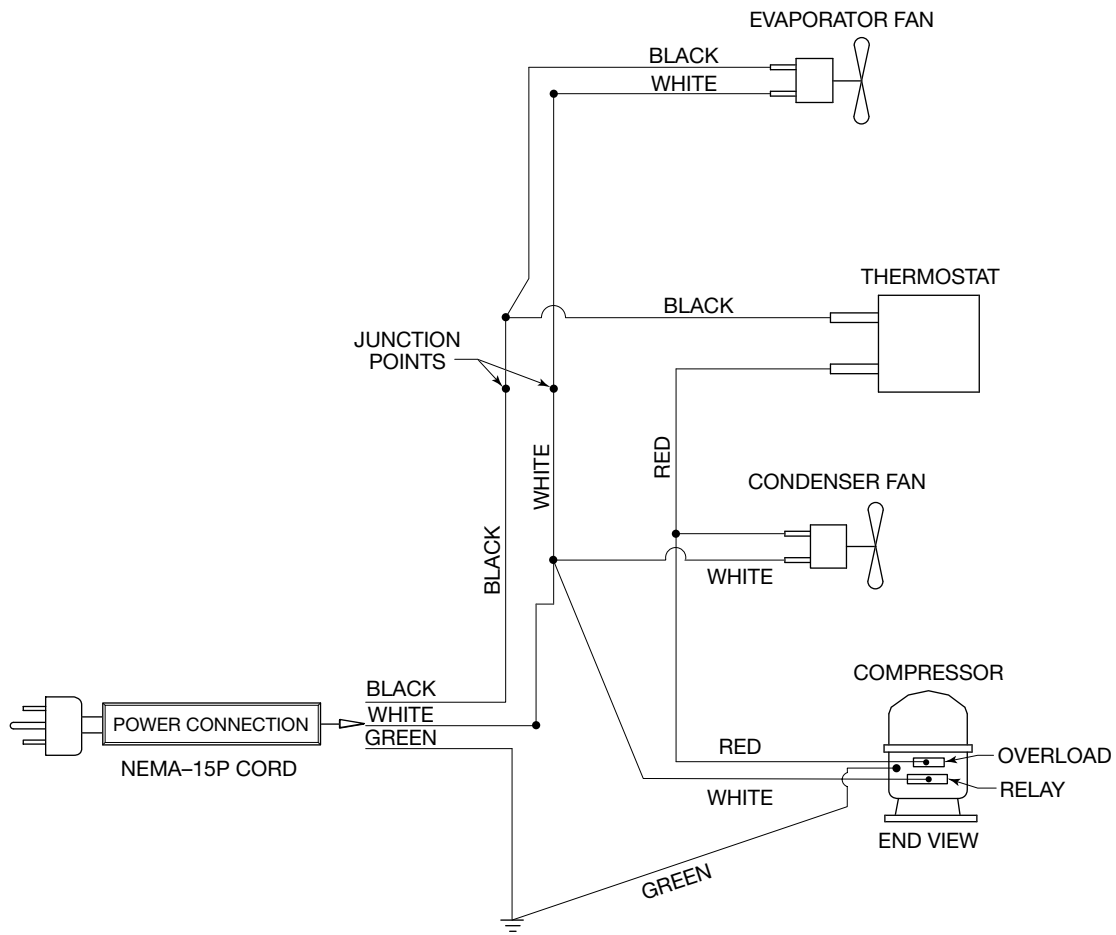 EVAPORATOR FAN
BLACK
WHITE
THERMOSTAT
BLACK
JUNCTION
POINTS
RED
WHITE
CONDENSER FAN
BLACK
WHITE
COMPRESSOR
BLACK
POWER CONNECTION
WHITE
GREEN
NEMA–15P CORD
RED
OVERLOAD
WHITE
RELAY
END VIEW
GREEN